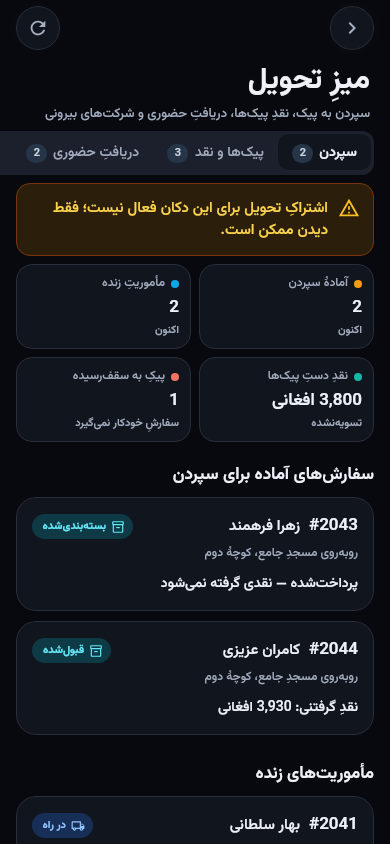 میزِ تحویل
سپردن به پیک، نقدِ پیک‌ها، دریافتِ حضوری و شرکت‌های بیرونی
سپردن 2
پیک‌ها و نقد 3
دریافتِ حضوری 2
اشتراکِ تحویل برای این دکان فعال نیست؛ فقط
دیدن ممکن است.
آمادهٔ سپردن
2
اکنون
مأموریتِ زنده
2
اکنون
نقدِ دستِ پیک‌ها
3,800 افغانی
تسویه‌نشده
پیکِ به سقف‌رسیده
1
سفارشِ خودکار نمی‌گیرد
سفارش‌های آماده برای سپردن
#2043 زهرا فرهمند
بسته‌بندی‌شده
روبه‌روی مسجدِ جامع، کوچهٔ دوم
پرداخت‌شده — نقدی گرفته نمی‌شود
#2044 کامران عزیزی
قبول‌شده
روبه‌روی مسجدِ جامع، کوچهٔ دوم
نقدِ گرفتنی: 3,930 افغانی
مأموریت‌های زنده
#2041 بهار سلطانی
در راه